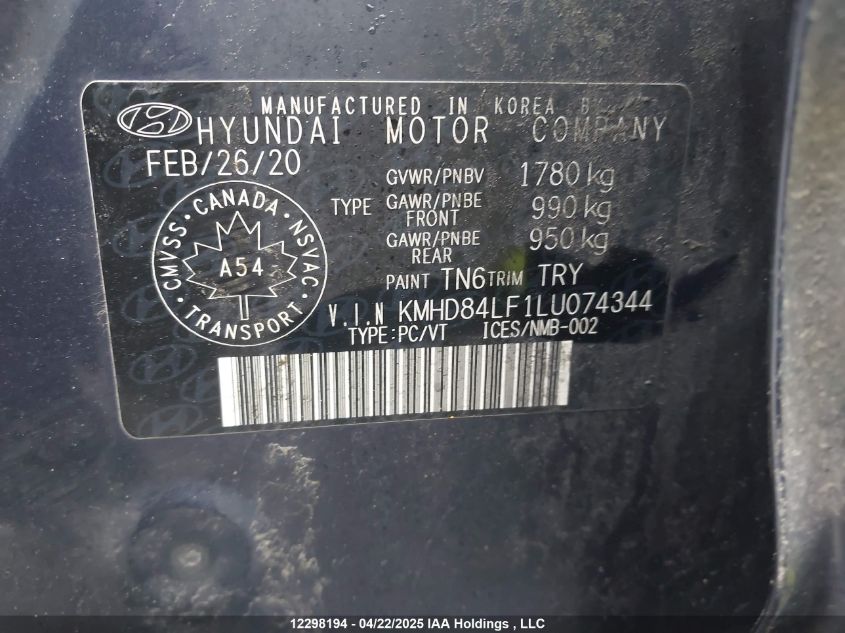 MANUFACTURED IN KOREA B
HYUNDAI MOTOR COMPANY
FEB/26/20
GVWR/PNBV 1780 kg
TYPE GAWR/PNBE FRONT 990 kg
GAWR/PNBE REAR 950 kg
PAINT TN6 TRIM TRY
CMVSS · CANADA · NSVAC · TRANSPORT
A54
V.I.N KMHD84LF1LU074344
TYPE:PC/VT ICES/NMB-002
12298194 - 04/22/2025 IAA Holdings , LLC